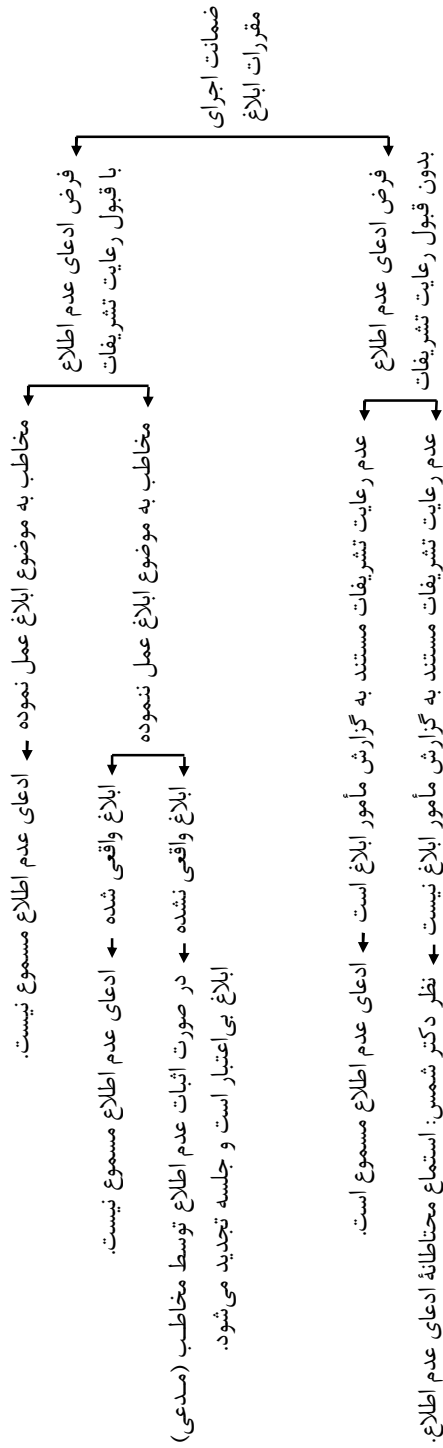 ضمانت اجرای
مقررات ابلاغ
فرض ادعای عدم اطلاع
با قبول رعایت تشریفات
مخاطب به موضوع ابلاغ عمل نموده
ادعای عدم اطلاع مسموع نیست.
مخاطب به موضوع ابلاغ عمل ننموده
ابلاغ واقعی شده
ادعای عدم اطلاع مسموع نیست.
ابلاغ واقعی نشده
در صورت اثبات عدم اطلاع توسط مخاطب (مدعی)
ابلاغ بی‌اعتبار است و جلسه تجدید می‌شود.
فرض ادعای عدم اطلاع
بدون قبول رعایت تشریفات
عدم رعایت تشریفات مستند به گزارش مأمور ابلاغ است
ادعای عدم اطلاع مسموع است.
عدم رعایت تشریفات مستند به گزارش مأمور ابلاغ نیست
نظر دکتر شمس: استماع محتاطانهٔ ادعای عدم اطلاع.